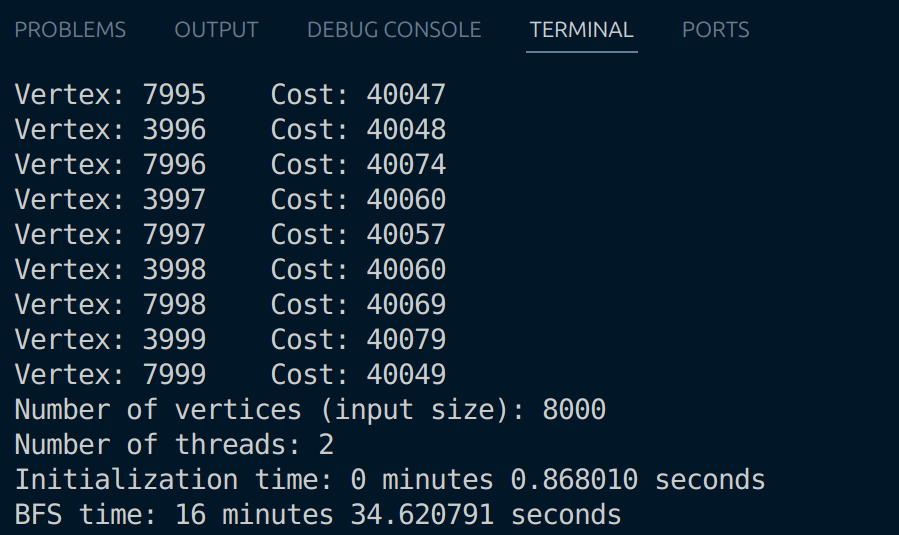 PROBLEMS OUTPUT DEBUG CONSOLE TERMINAL PORTS
Vertex: 7995 Cost: 40047
Vertex: 3996 Cost: 40048
Vertex: 7996 Cost: 40074
Vertex: 3997 Cost: 40060
Vertex: 7997 Cost: 40057
Vertex: 3998 Cost: 40060
Vertex: 7998 Cost: 40069
Vertex: 3999 Cost: 40079
Vertex: 7999 Cost: 40049
Number of vertices (input size): 8000
Number of threads: 2
Initialization time: 0 minutes 0.868010 seconds
BFS time: 16 minutes 34.620791 seconds